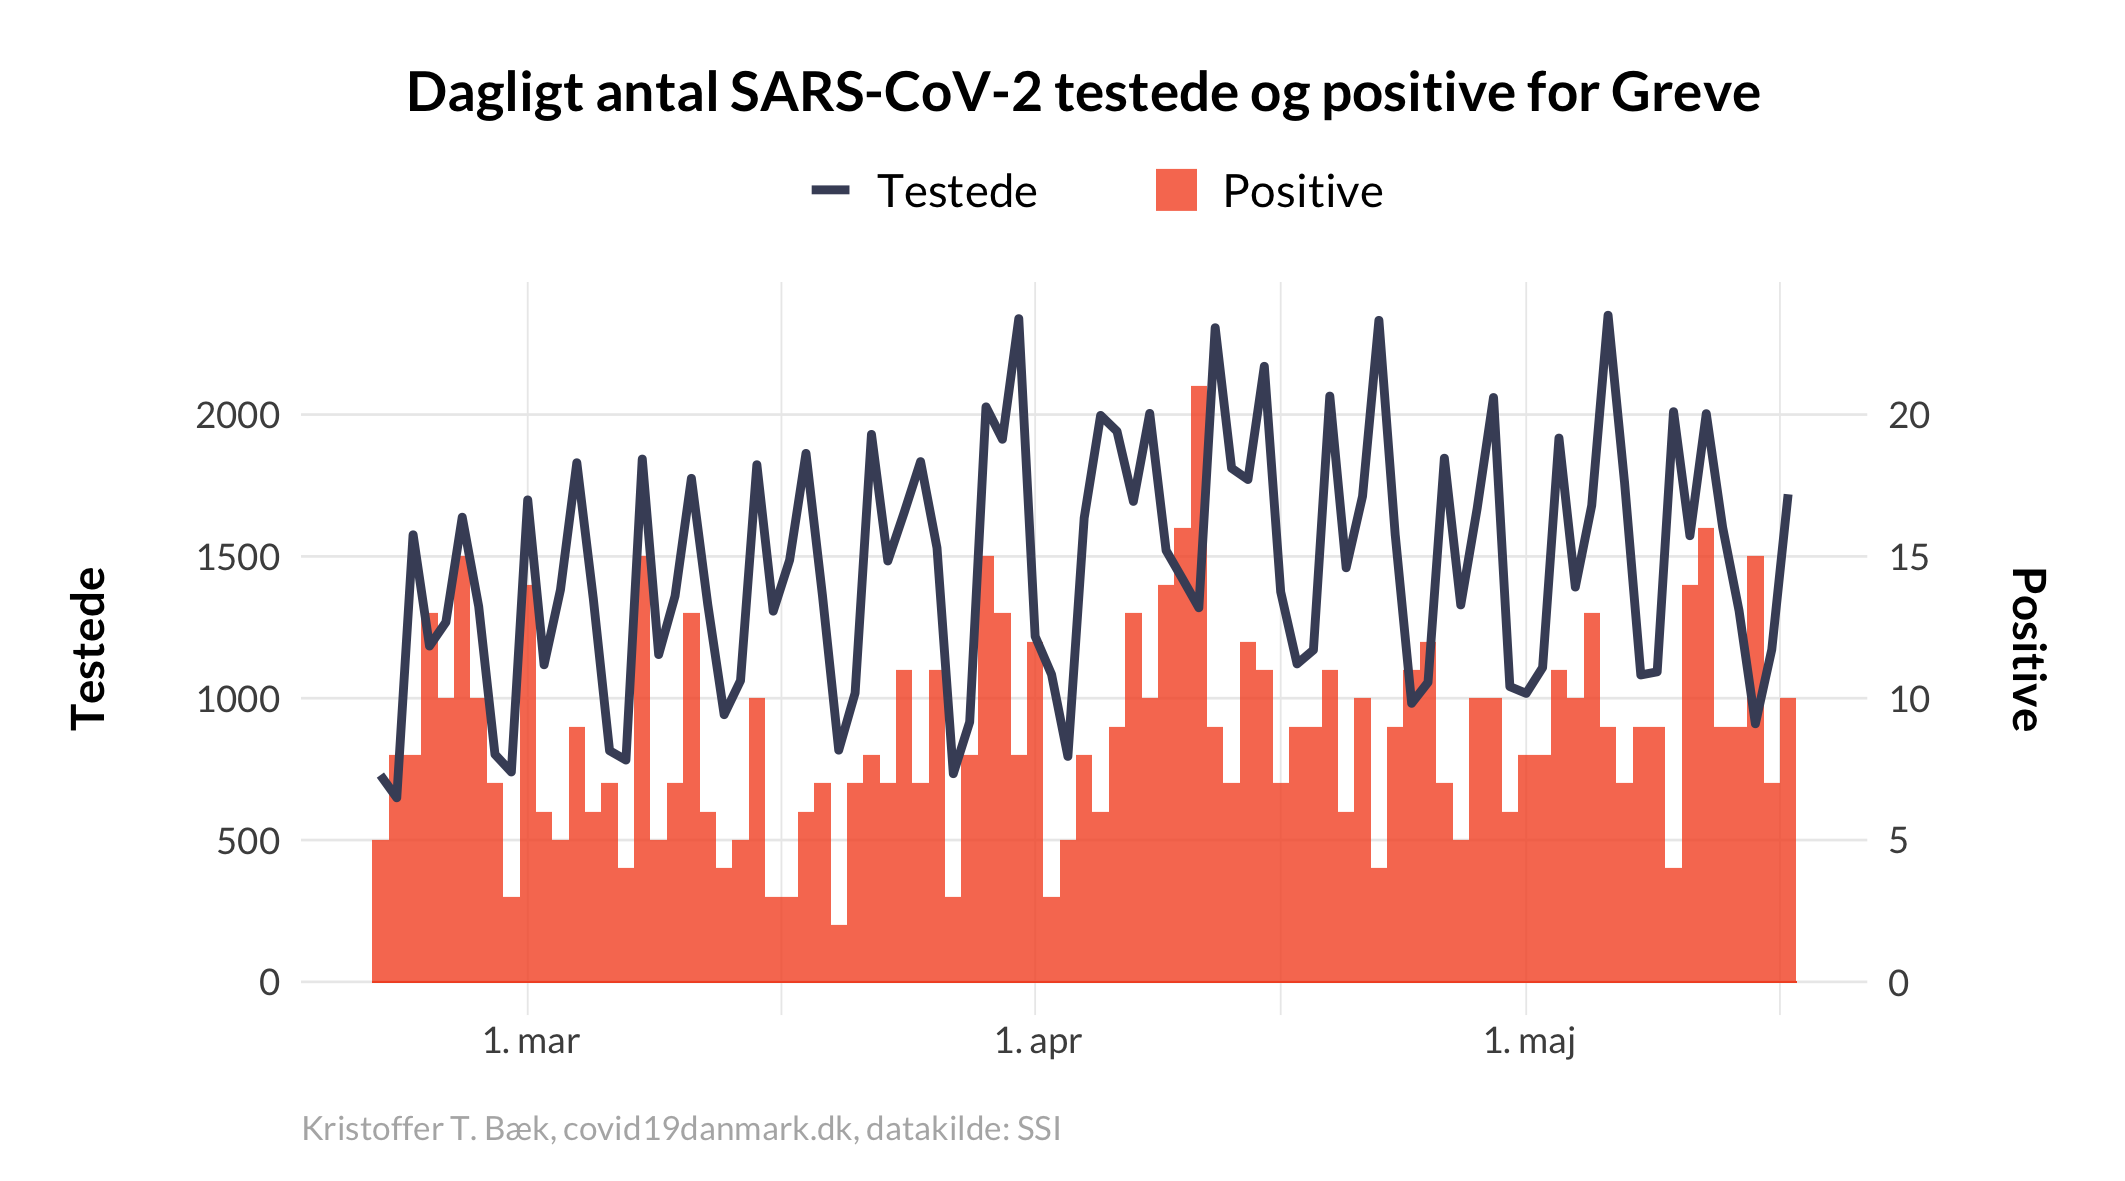 Dagligt antal SARS-CoV-2 testede og positive for Greve
Testede Positive
Testede
Positive
2000
1500
1000
500
0
20
15
10
5
0
1. mar 1. apr 1. maj
Kristoffer T. Bæk, covid19danmark.dk, datakilde: SSI